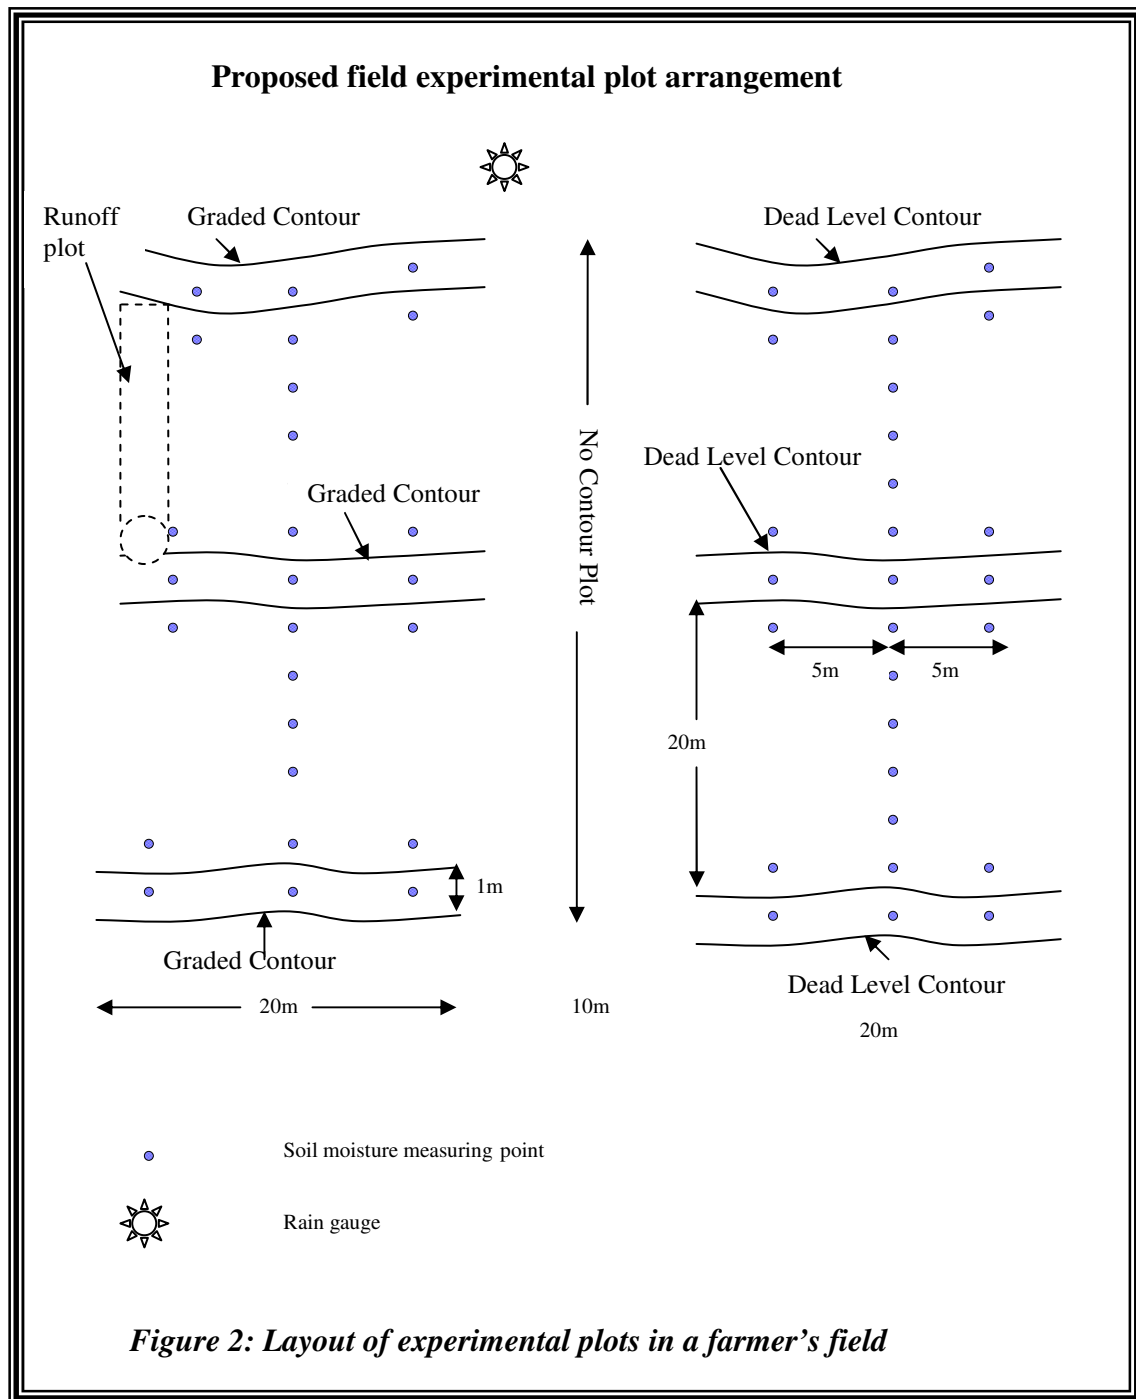 Proposed field experimental plot arrangement
Runoff
plot
Graded Contour
Dead Level Contour
No Contour Plot
Dead Level Contour
Graded Contour
5m
5m
20m
1m
Graded Contour
Dead Level Contour
20m
10m
20m
Soil moisture measuring point
Rain gauge
Figure 2: Layout of experimental plots in a farmer’s field